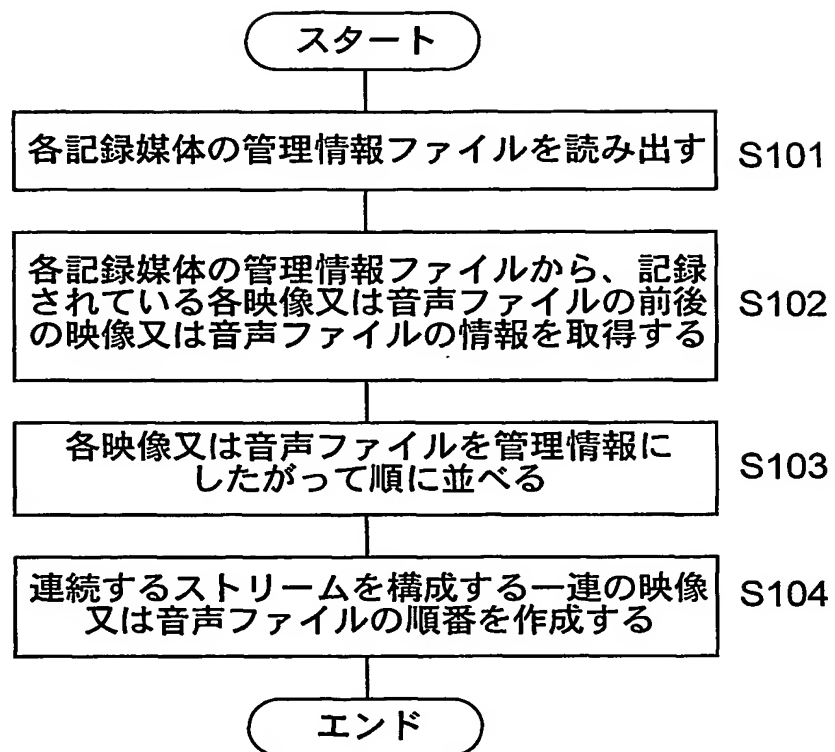 スタート
各記録媒体の管理情報ファイルを読み出す
S101
各記録媒体の管理情報ファイルから、記録
されている各映像又は音声ファイルの前後
の映像又は音声ファイルの情報を取得する
S102
各映像又は音声ファイルを管理情報に
したがって順に並べる
S103
連続するストリームを構成する一連の映像
又は音声ファイルの順番を作成する
S104
エンド